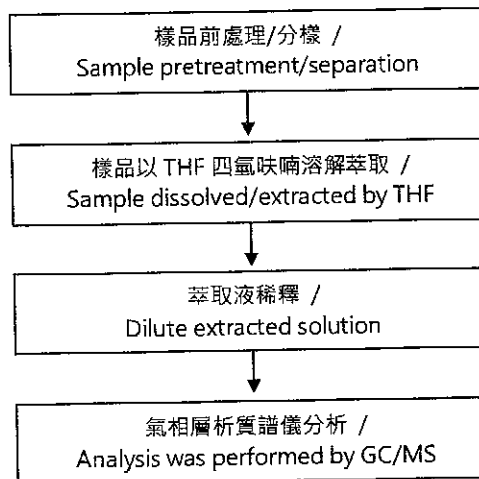 樣品前處理/分樣 /
Sample pretreatment/separation
樣品以 THF 四氫呋喃溶解萃取 /
Sample dissolved/extracted by THF
萃取液稀釋 /
Dilute extracted solution
氣相層析質譜儀分析 /
Analysis was performed by GC/MS